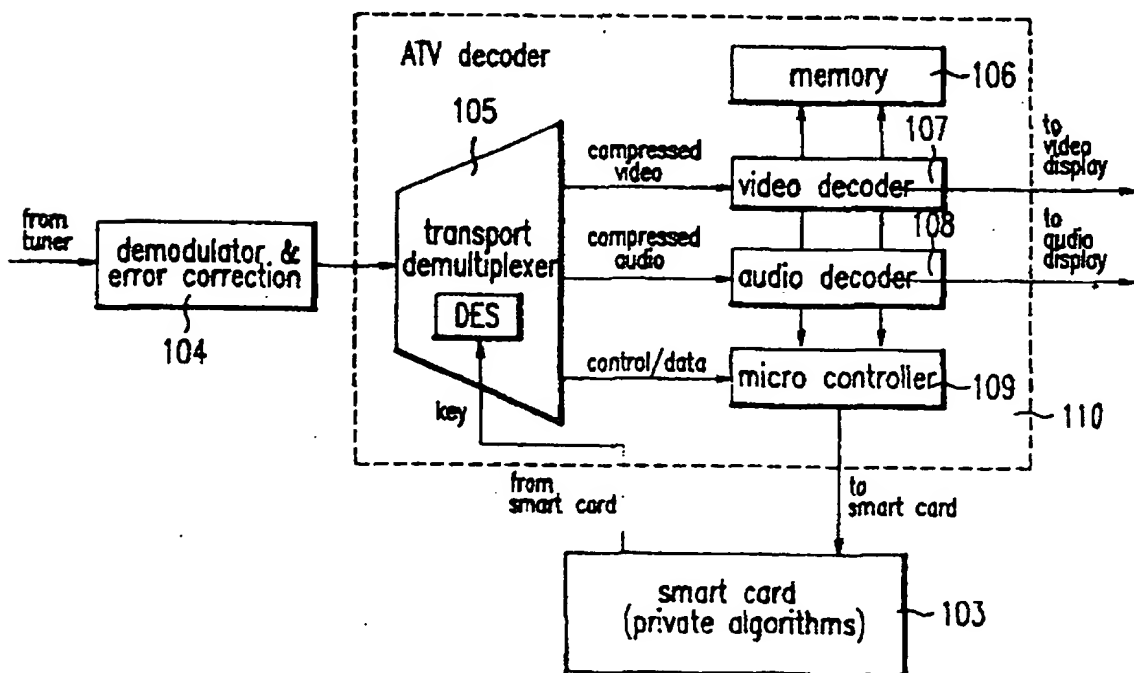 ATV decoder
memory
106
105
107
to
video
display
compressed
video
video decoder
from
tuner
108
to
audio
display
demodulator &
error correction
transport
demultiplexer
compressed
audio
audio decoder
DES
104
control/data
micro controller
109
key
110
from
smart card
to
smart card
smart card
(private algorithms)
103